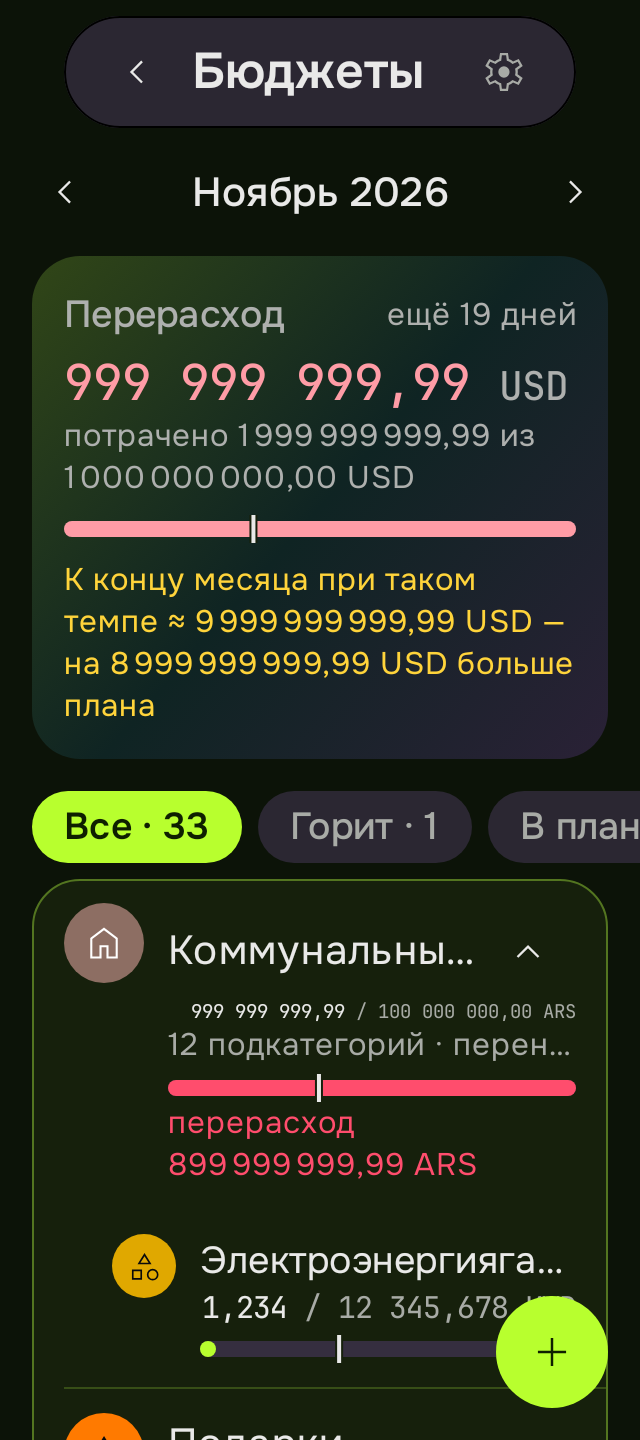 Бюджеты
Ноябрь 2026
Перерасход
ещё 19 дней
999 999 999,99 USD
потрачено 1 999 999 999,99 из
1 000 000 000,00 USD
К концу месяца при таком
темпе ≈ 9 999 999 999,99 USD —
на 8 999 999 999,99 USD больше
плана
Все · 33
Горит · 1
В план
Коммунальны...
999 999 999,99 / 100 000 000,00 ARS
12 подкатегорий · перен...
перерасход
899 999 999,99 ARS
Электроэнергияга...
1,234 / 12 345,678